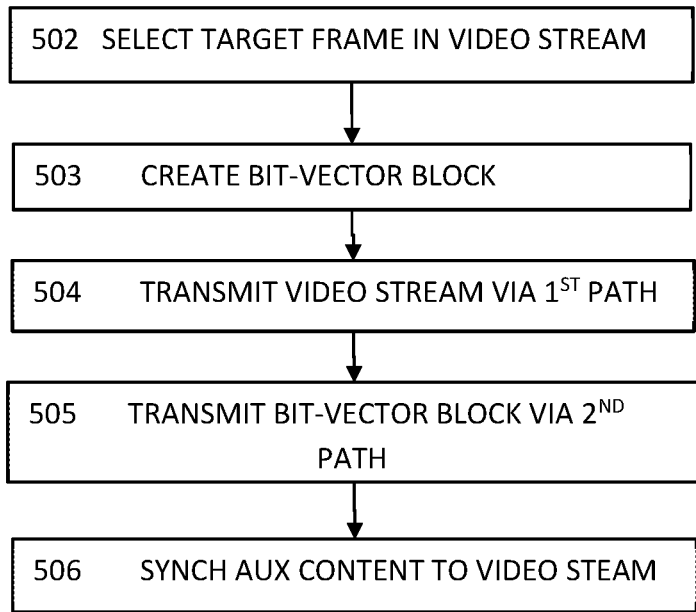 502 SELECT TARGET FRAME IN VIDEO STREAM
503 CREATE BIT-VECTOR BLOCK
504 TRANSMIT VIDEO STREAM VIA 1ST PATH
505 TRANSMIT BIT-VECTOR BLOCK VIA 2ND
PATH
506 SYNCH AUX CONTENT TO VIDEO STEAM